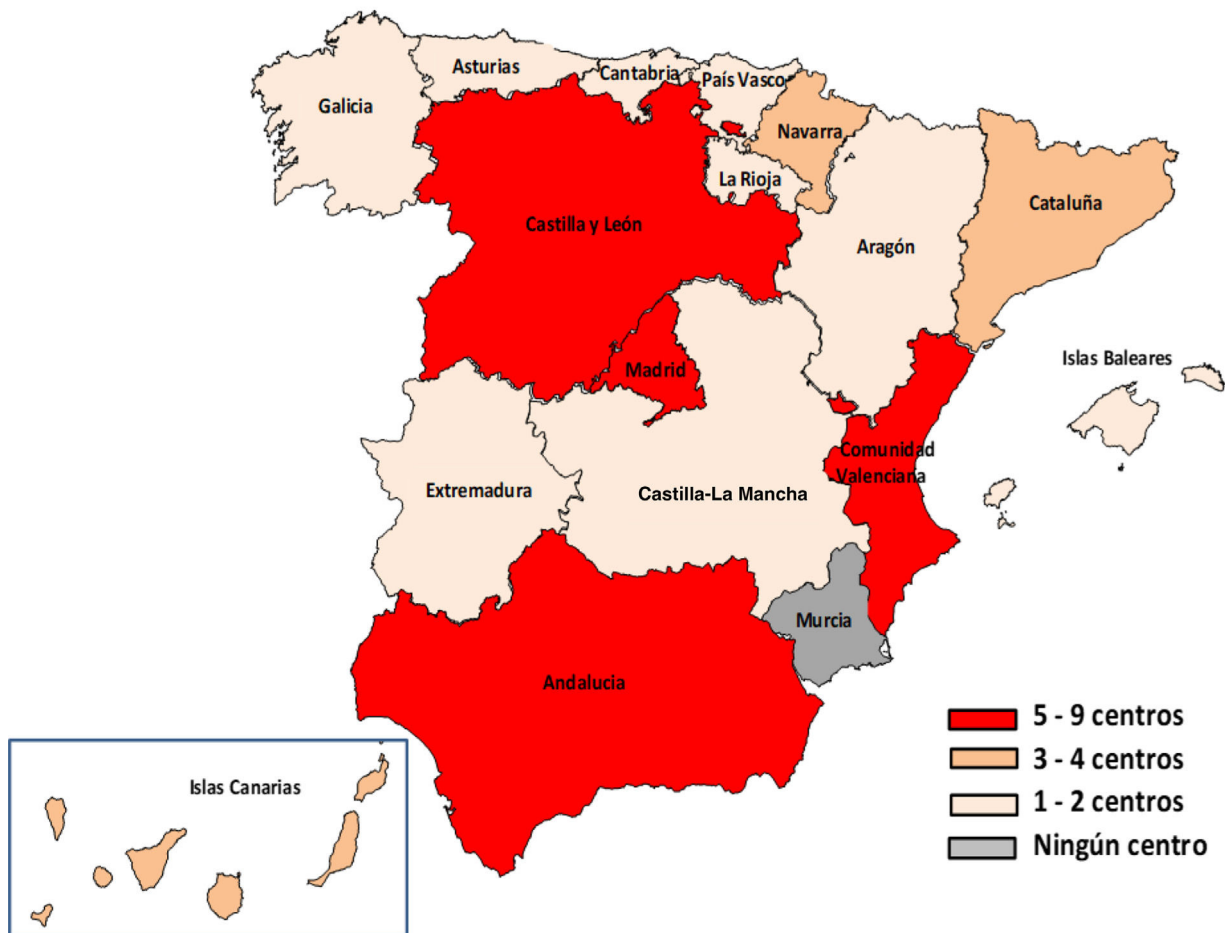 Asturias
Cantabria
País Vasco
Galicia
Navarra
La Rioja
Cataluña
Castilla y León
Aragón
Islas Baleares
Madrid
Comunidad
Valenciana
Extremadura
Castilla-La Mancha
Murcia
Andalucia
Islas Canarias
5 - 9 centros
3 - 4 centros
1 - 2 centros
Ningún centro